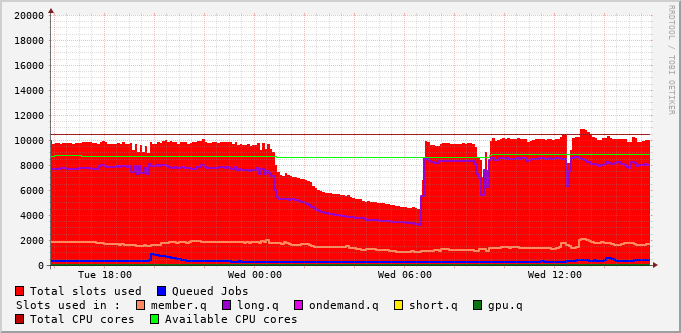 20000
18000
16000
14000
12000
10000
8000
6000
4000
2000
0
Tue 18:00 Wed 00:00 Wed 06:00 Wed 12:00
Total slots used Queued Jobs
Slots used in : member.q long.q ondemand.q short.q gpu.q
Total CPU cores Available CPU cores
RRDTOOL / TOBI OETIKER